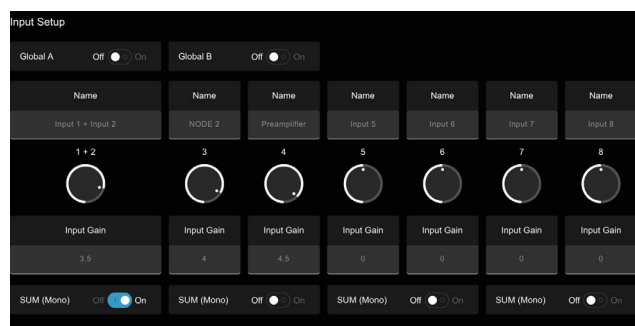 Input Setup
Global A Off On Global B Off On
Name Name Name Name Name Name Name
Input 1 + Input 2 NODE 2 Preamplifier Input 5 Input 6 Input 7 Input 8
1 + 2 3 4 5 6 7 8
Input Gain Input Gain Input Gain Input Gain Input Gain Input Gain Input Gain
3.5 4 4.5 0 0 0 0
SUM (Mono) Off On SUM (Mono) Off On SUM (Mono) Off On SUM (Mono) Off On